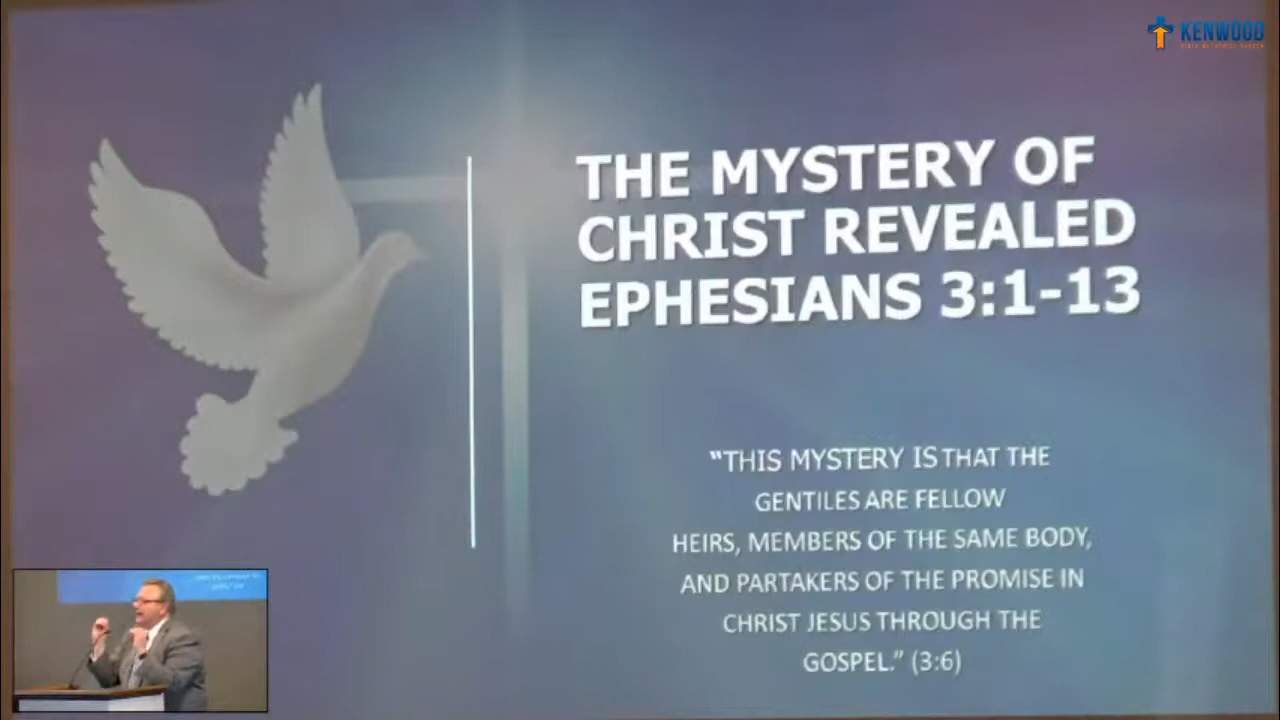 KENWOOD
THE MYSTERY OF
CHRIST REVEALED
EPHESIANS 3:1-13
“THIS MYSTERY IS THAT THE
GENTILES ARE FELLOW
HEIRS, MEMBERS OF THE SAME BODY,
AND PARTAKERS OF THE PROMISE IN
CHRIST JESUS THROUGH THE
GOSPEL.” (3:6)